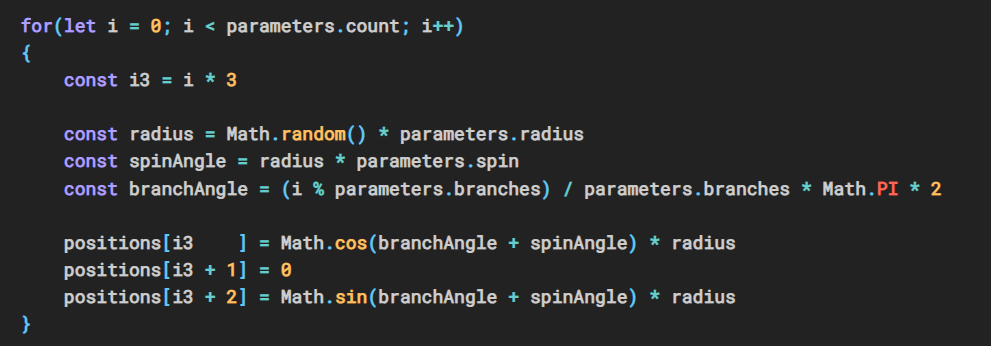 for(let i = 0; i < parameters.count; i++)
{
    const i3 = i * 3

    const radius = Math.random() * parameters.radius
    const spinAngle = radius * parameters.spin
    const branchAngle = (i % parameters.branches) / parameters.branches * Math.PI * 2

    positions[i3    ] = Math.cos(branchAngle + spinAngle) * radius
    positions[i3 + 1] = 0
    positions[i3 + 2] = Math.sin(branchAngle + spinAngle) * radius
}